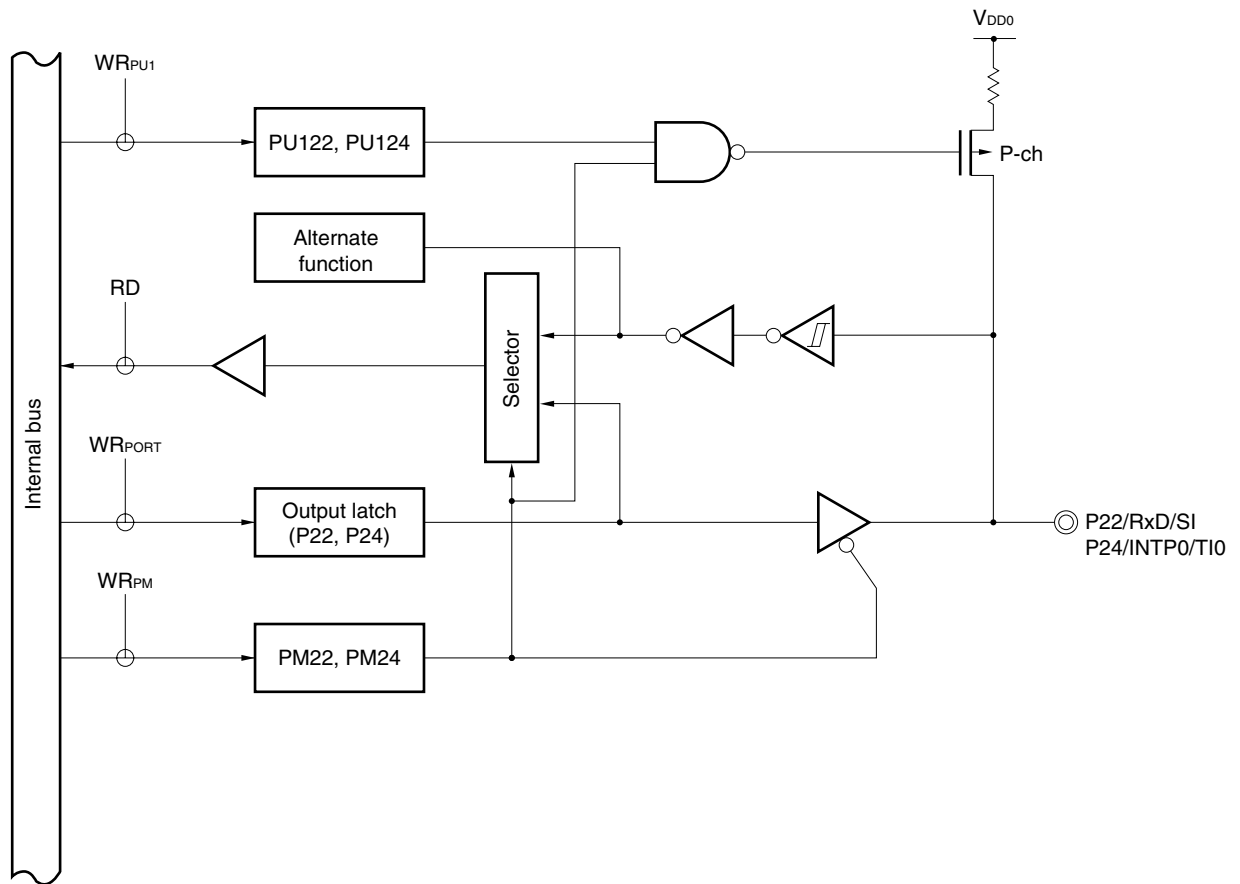 VDD0
WRPU1
PU122, PU124
P-ch
Alternate
function
RD
Selector
Internal bus
WRPORT
Output latch
(P22, P24)
P22/RxD/SI
P24/INTP0/TI0
WRPM
PM22, PM24